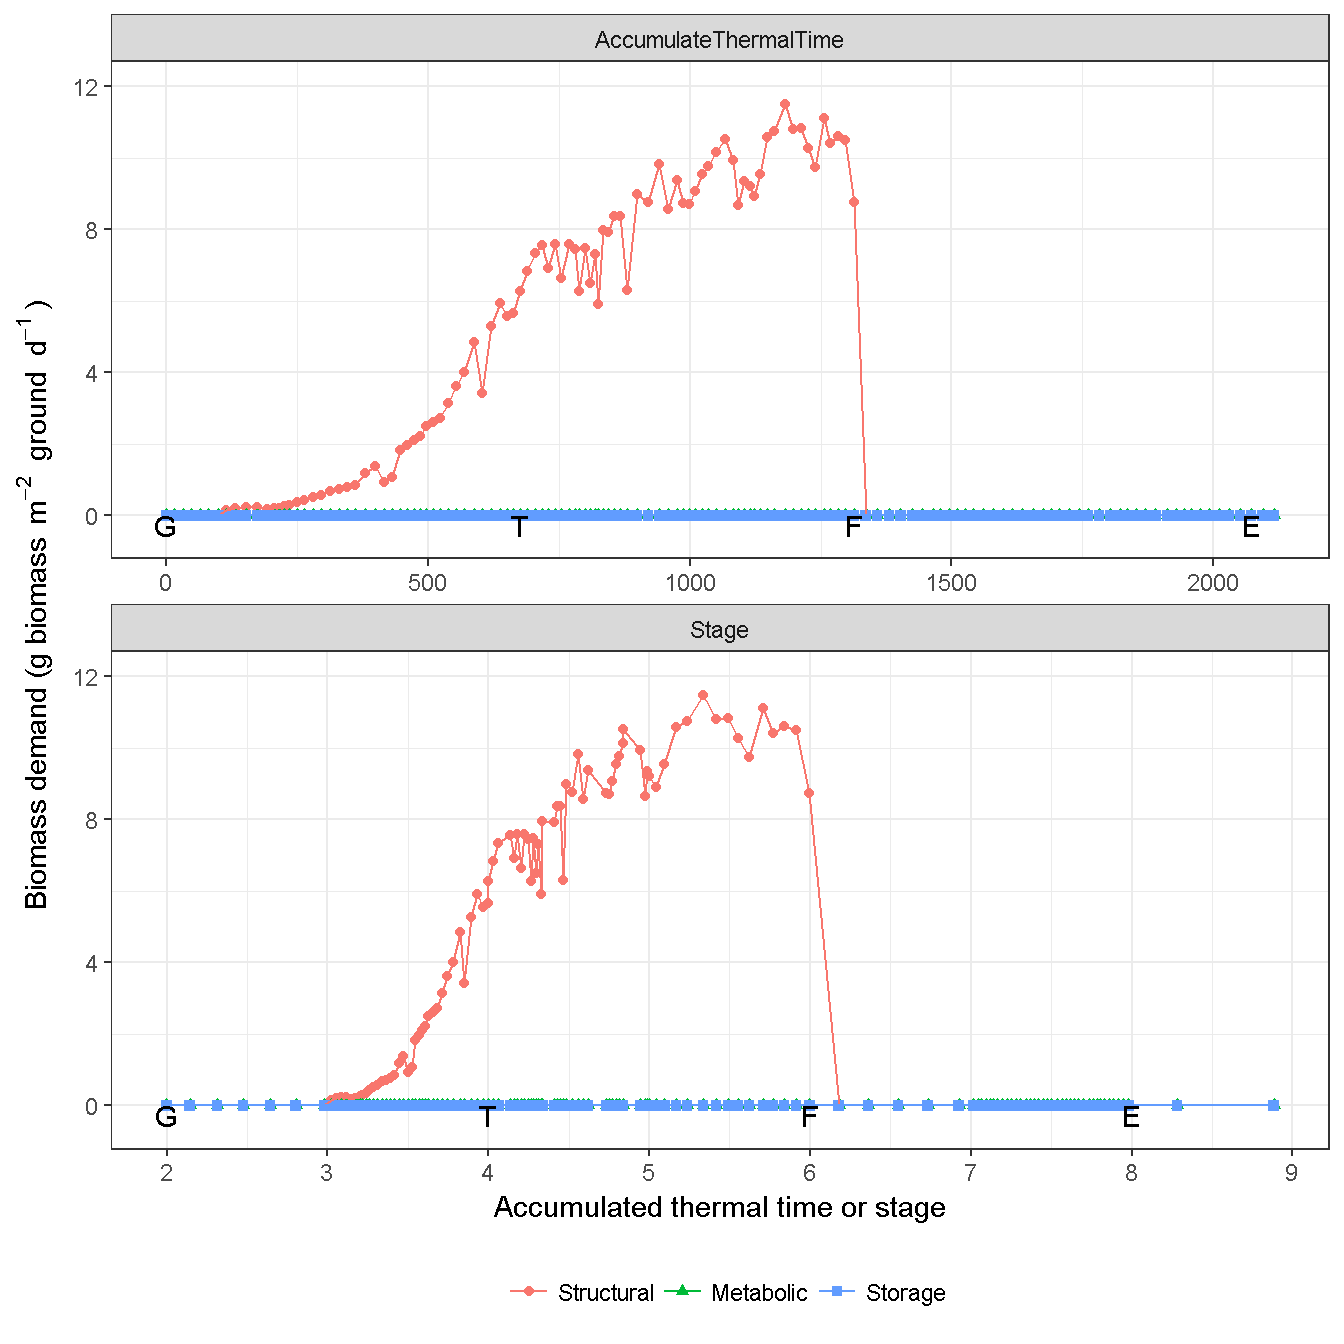 AccumulateThermalTime
12
8
4
0
G T F E
0 500 1000 1500 2000
Stage
12
8
4
0
G T F E
2 3 4 5 6 7 8 9
Biomass demand (g biomass m⁻² ground d⁻¹)
Accumulated thermal time or stage
Structural Metabolic Storage